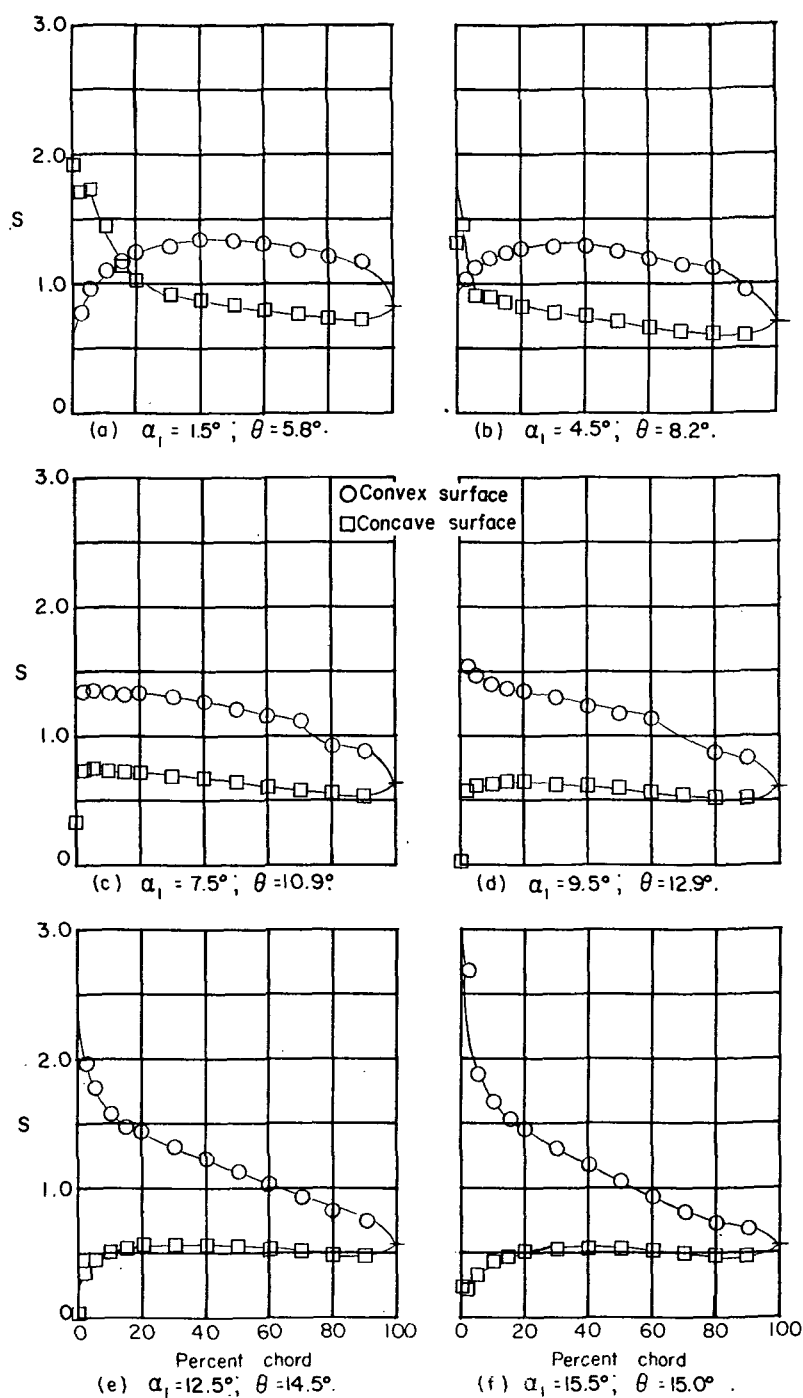 3.0
2.0
S
1.0
0
(a) α₁ = 1.5°; θ = 5.8°.
(b) α₁ = 4.5°; θ = 8.2°.
3.0
○ Convex surface
□ Concave surface
2.0
S
1.0
0
(c) α₁ = 7.5°; θ = 10.9°.
(d) α₁ = 9.5°; θ = 12.9°.
3.0
2.0
S
1.0
0
0 20 40 60 80 100
0 20 40 60 80 100
Percent chord
Percent chord
(e) α₁ = 12.5°; θ = 14.5°.
(f) α₁ = 15.5°; θ = 15.0°.